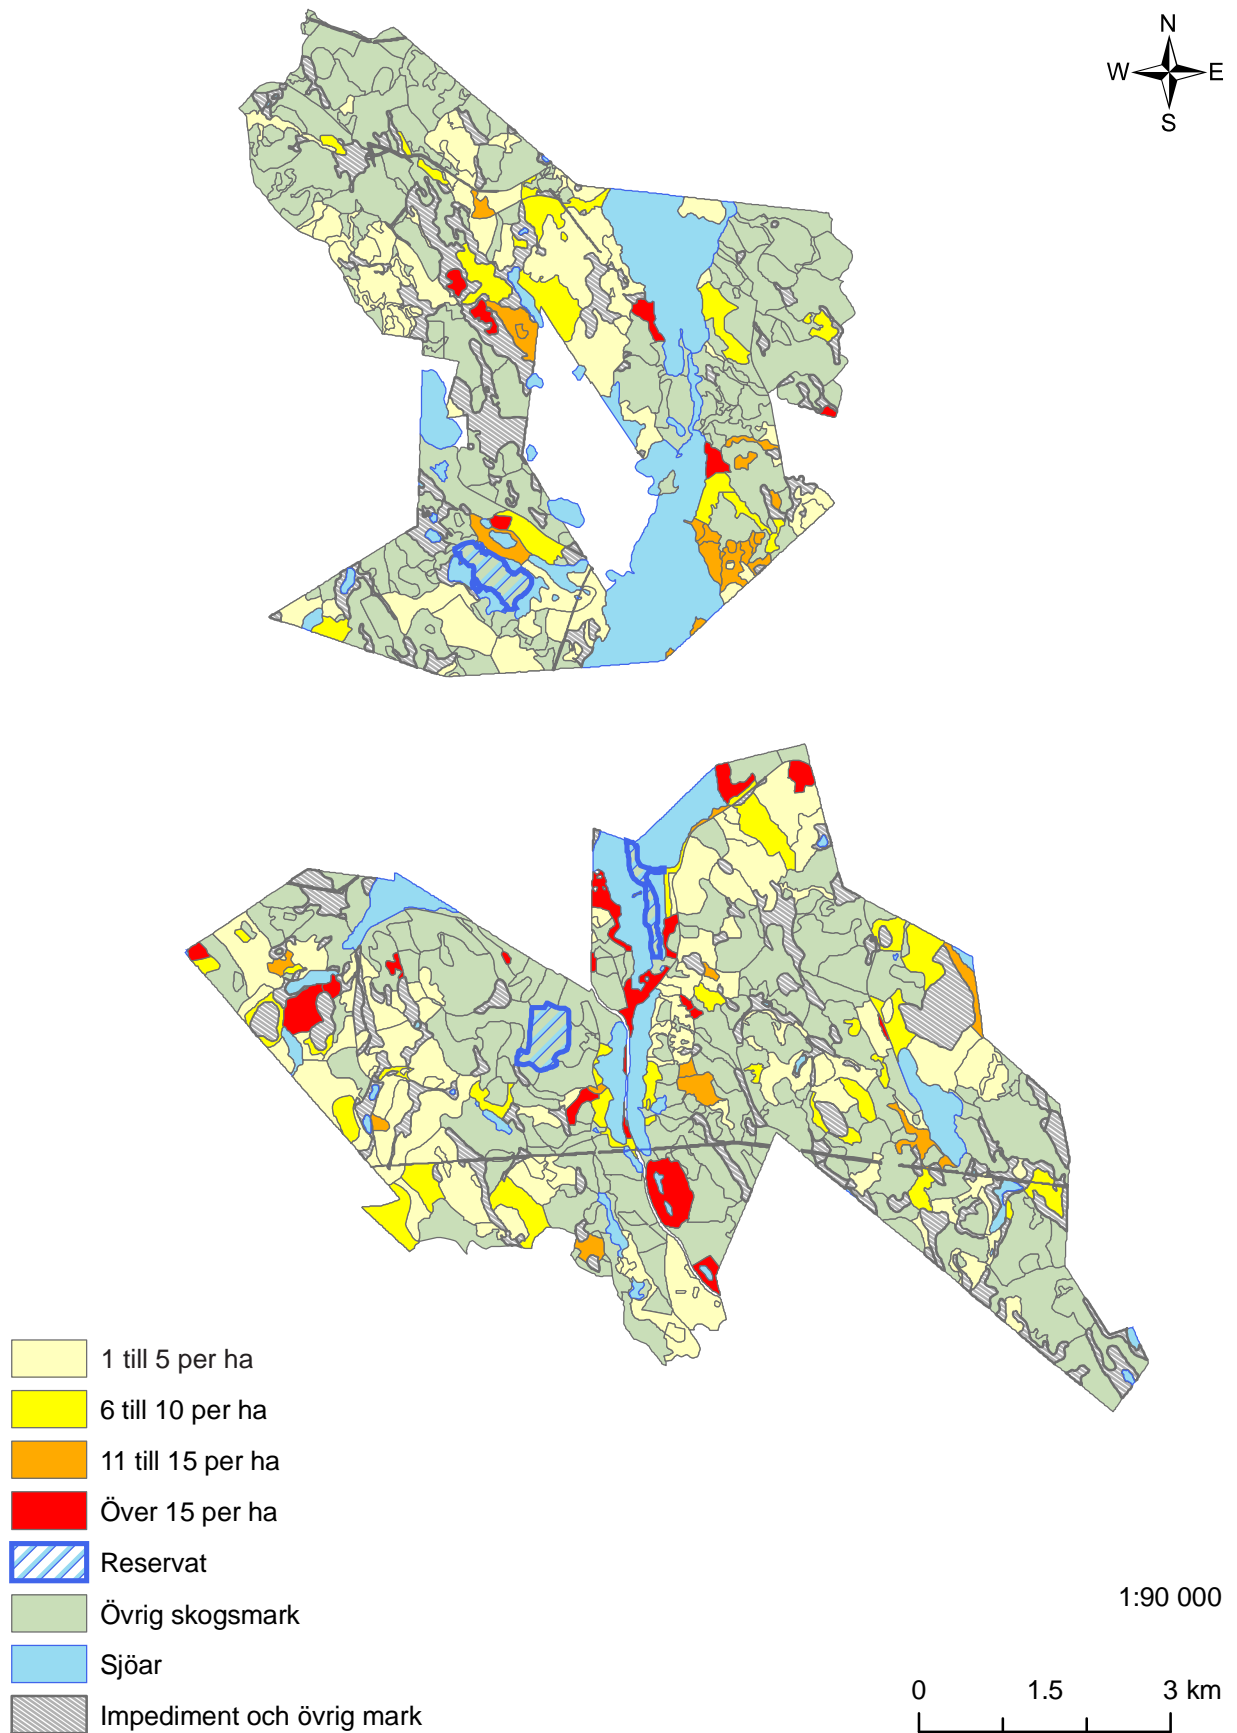 N
W E
S
1 till 5 per ha
6 till 10 per ha
11 till 15 per ha
Över 15 per ha
Reservat
Övrig skogsmark
Sjöar
Impediment och övrig mark
1:90 000
0 1.5 3 km